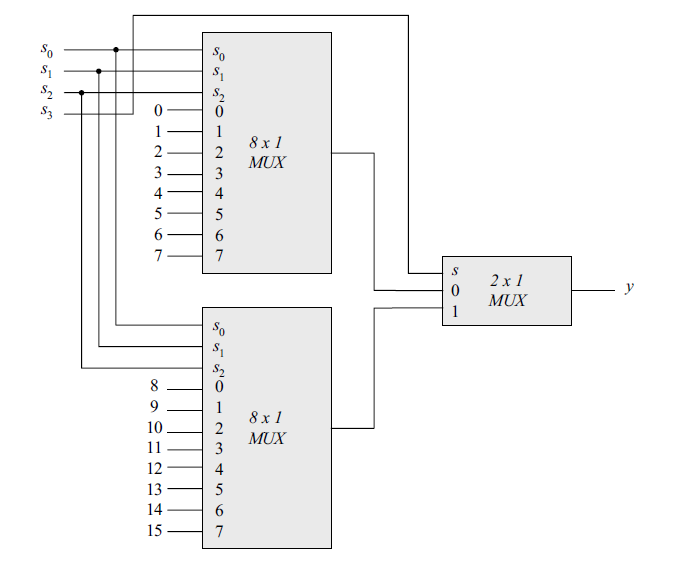 s0
s1
s2
s3
s0
s1
s2
0 0
1 1
2 2
3 3
4 4
5 5
6 6
7 7
8 x 1
MUX
s
0
1
2 x 1
MUX
y
s0
s1
s2
8 0
9 1
10 2
11 3
12 4
13 5
14 6
15 7
8 x 1
MUX